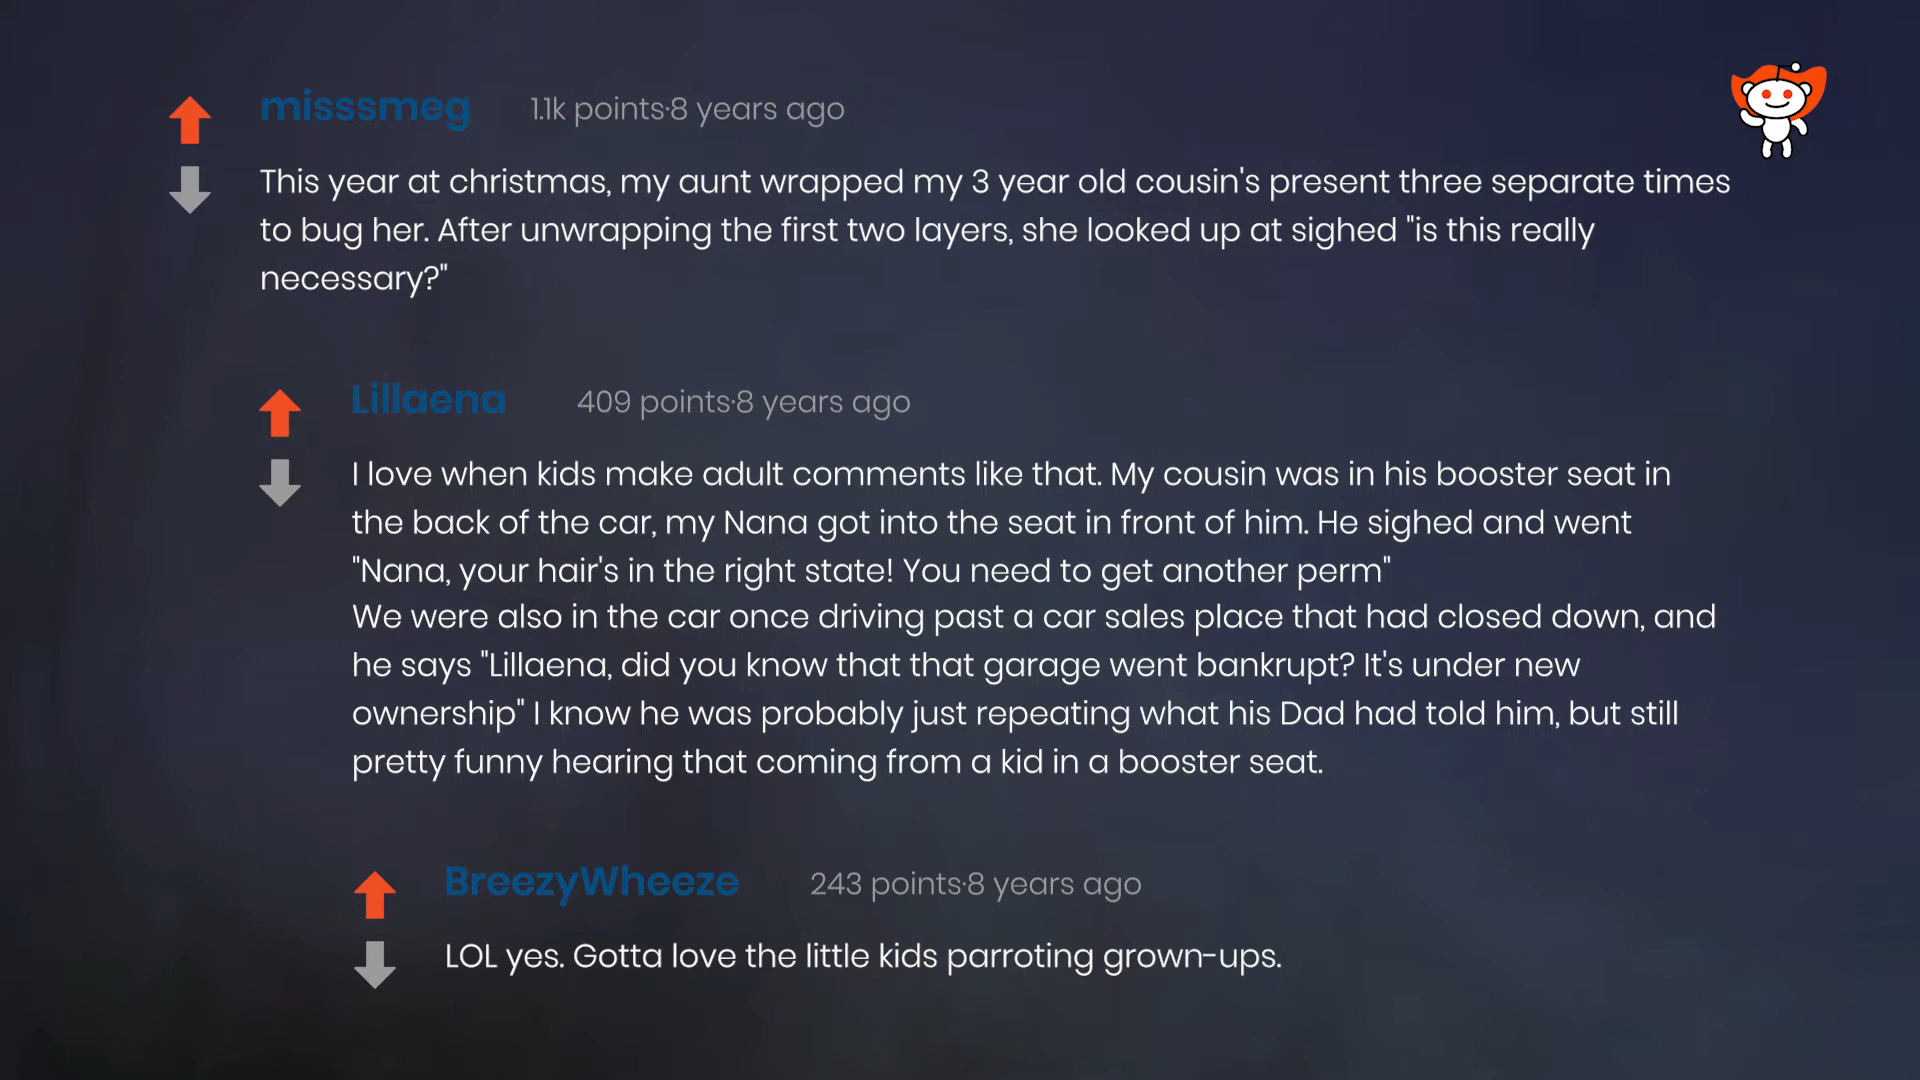 misssmeg 1.1k points·8 years ago
This year at christmas, my aunt wrapped my 3 year old cousin's present three separate times
to bug her. After unwrapping the first two layers, she looked up at sighed "is this really
necessary?"
Lillaena 409 points·8 years ago
I love when kids make adult comments like that. My cousin was in his booster seat in
the back of the car, my Nana got into the seat in front of him. He sighed and went
"Nana, your hair's in the right state! You need to get another perm"
We were also in the car once driving past a car sales place that had closed down, and
he says "Lillaena, did you know that that garage went bankrupt? It's under new
ownership" I know he was probably just repeating what his Dad had told him, but still
pretty funny hearing that coming from a kid in a booster seat.
BreezyWheeze 243 points·8 years ago
LOL yes. Gotta love the little kids parroting grown-ups.